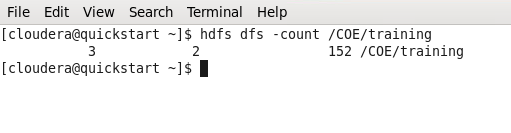 File Edit View Search Terminal Help
[cloudera@quickstart ~]$ hdfs dfs -count /COE/training
           3            2                152 /COE/training
[cloudera@quickstart ~]$